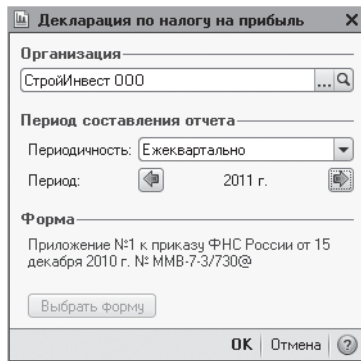 Декларация по налогу на прибыль
Организация
СтройИнвест ООО
Период составления отчета
Периодичность: Ежеквартально
Период: 2011 г.
Форма
Приложение №1 к приказу ФНС России от 15
декабря 2010 г. № ММВ-7-3/730@
Выбрать форму
OK Отмена ?